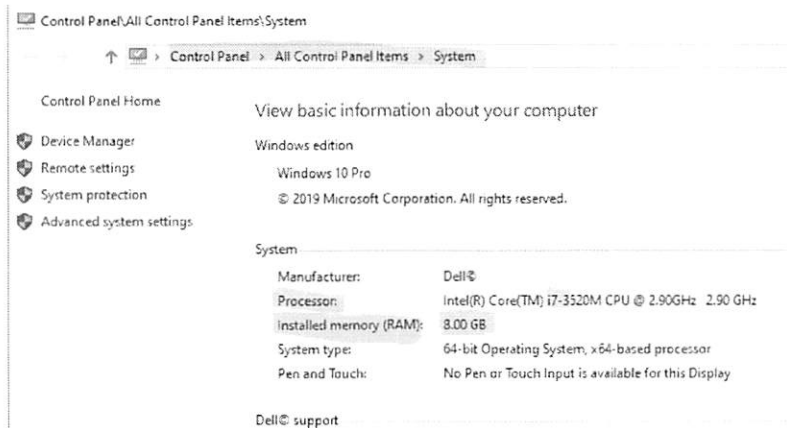 Control Panel\All Control Panel Items\System
Control Panel > All Control Panel Items > System
Control Panel Home
Device Manager
Remote settings
System protection
Advanced system settings
View basic information about your computer
Windows edition
Windows 10 Pro
© 2019 Microsoft Corporation. All rights reserved.
System
Manufacturer: Dell©
Processor: Intel(R) Core(TM) i7-3520M CPU @ 2.90GHz 2.90 GHz
Installed memory (RAM): 8.00 GB
System type: 64-bit Operating System, x64-based processor
Pen and Touch: No Pen or Touch Input is available for this Display
Dell© support